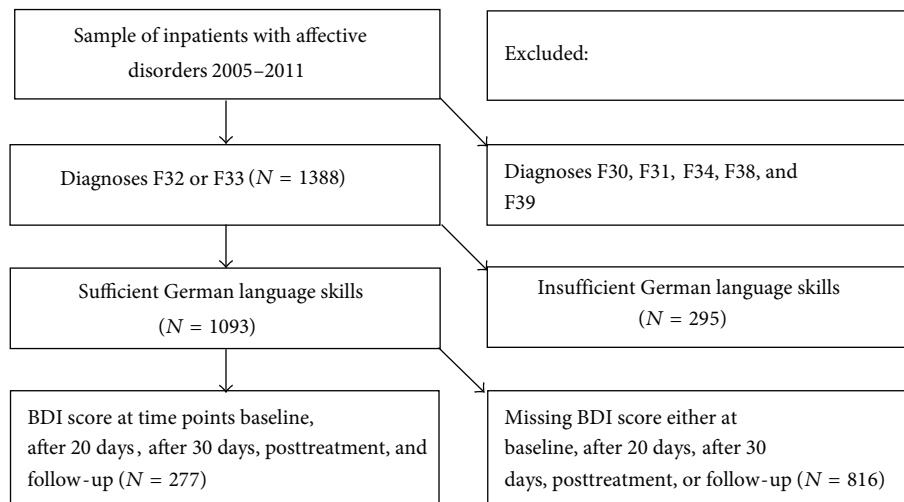 Sample of inpatients with affective
disorders 2005–2011
Excluded:
Diagnoses F32 or F33 (N = 1388)
Diagnoses F30, F31, F34, F38, and
F39
Sufficient German language skills
(N = 1093)
Insufficient German language skills
(N = 295)
BDI score at time points baseline,
after 20 days, after 30 days, posttreatment, and
follow-up (N = 277)
Missing BDI score either at
baseline, after 20 days, after 30
days, posttreatment, or follow-up (N = 816)